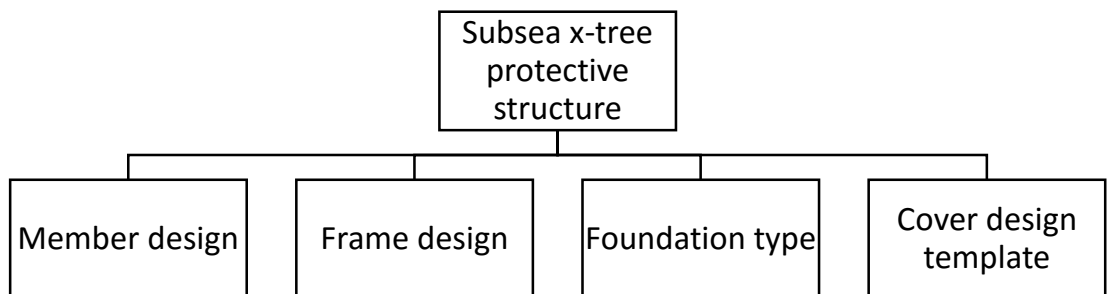 Subsea x-tree
protective
structure
Member design
Frame design
Foundation type
Cover design
template